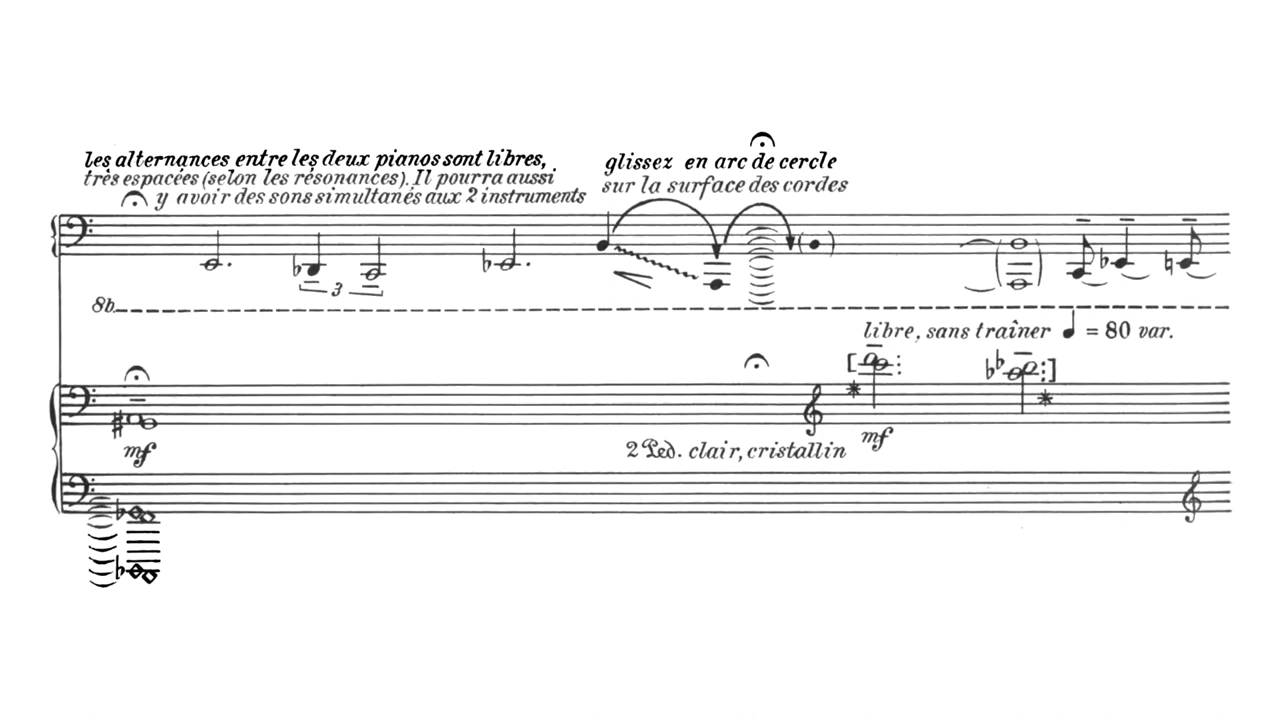 les alternances entre les deux pianos sont libres,
très espacées (selon les résonances). Il pourra aussi
y avoir des sons simultanés aux 2 instruments
glissez en arc de cercle
sur la surface des cordes
3
8b
libre, sans traîner ♩ = 80 var.
mf
2 Ped. clair, cristallin
mf